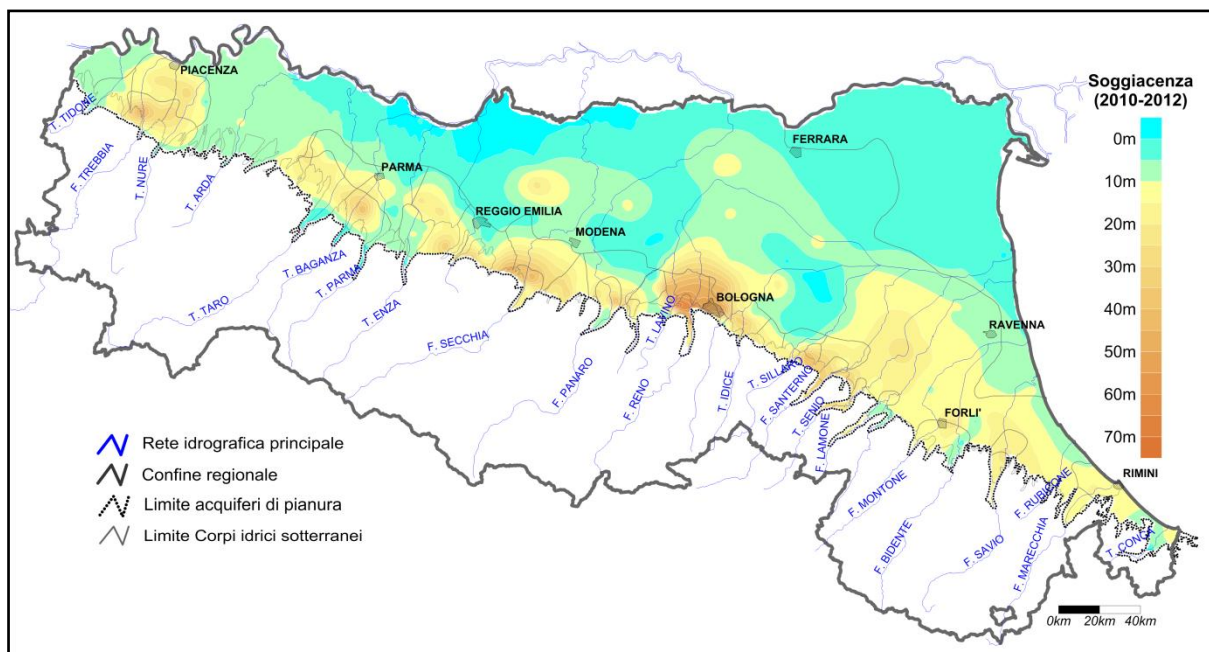 Soggiacenza
(2010-2012)
0m
10m
20m
30m
40m
50m
60m
70m
PIACENZA
PARMA
REGGIO EMILIA
MODENA
BOLOGNA
FERRARA
RAVENNA
FORLI'
RIMINI
T. TIDONE
F. TREBBIA
T. NURE
T. ARDA
T. TARO
T. BAGANZA
T. PARMA
T. ENZA
F. SECCHIA
F. PANARO
T. LAVINO
F. RENO
T. IDICE
T. SILLARO
F. SANTERNO
T. SENIO
F. LAMONE
F. MONTONE
F. BIDENTE
F. SAVIO
F. RUBICONE
F. MARECCHIA
T. CONCA
Rete idrografica principale
Confine regionale
Limite acquiferi di pianura
Limite Corpi idrici sotterranei
0km 20km 40km